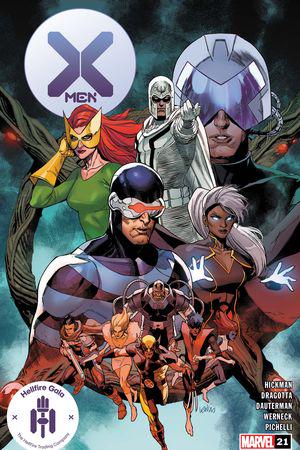 X
MEN
Hellfire Gala
The Hellfire Trading Company
HICKMAN
DRAGOTTA
DAUTERMAN
WERNECK
PICHELLI
MARVEL 21